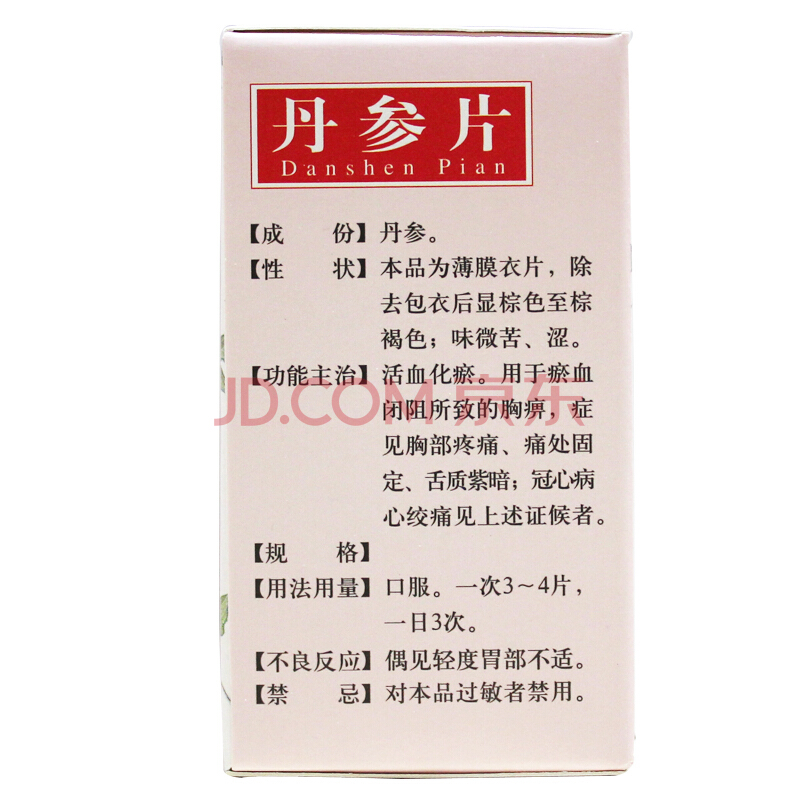 丹参片
Danshen Pian
【成　　份】丹参。
【性　　状】本品为薄膜衣片，除
去包衣后显棕色至棕
褐色；味微苦、涩。
【功能主治】活血化瘀。用于瘀血
闭阻所致的胸痹，症
见胸部疼痛、痛处固
定、舌质紫暗；冠心病
心绞痛见上述证候者。
JD.COM 京东
【规　　格】
【用法用量】口服。一次3～4片，
一日3次。
【不良反应】偶见轻度胃部不适。
【禁　　忌】对本品过敏者禁用。